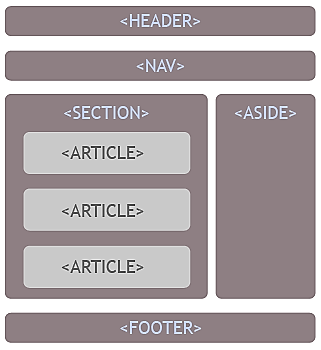 <HEADER>
<NAV>
<SECTION>
<ARTICLE>
<ARTICLE>
<ARTICLE>
<ASIDE>
<FOOTER>